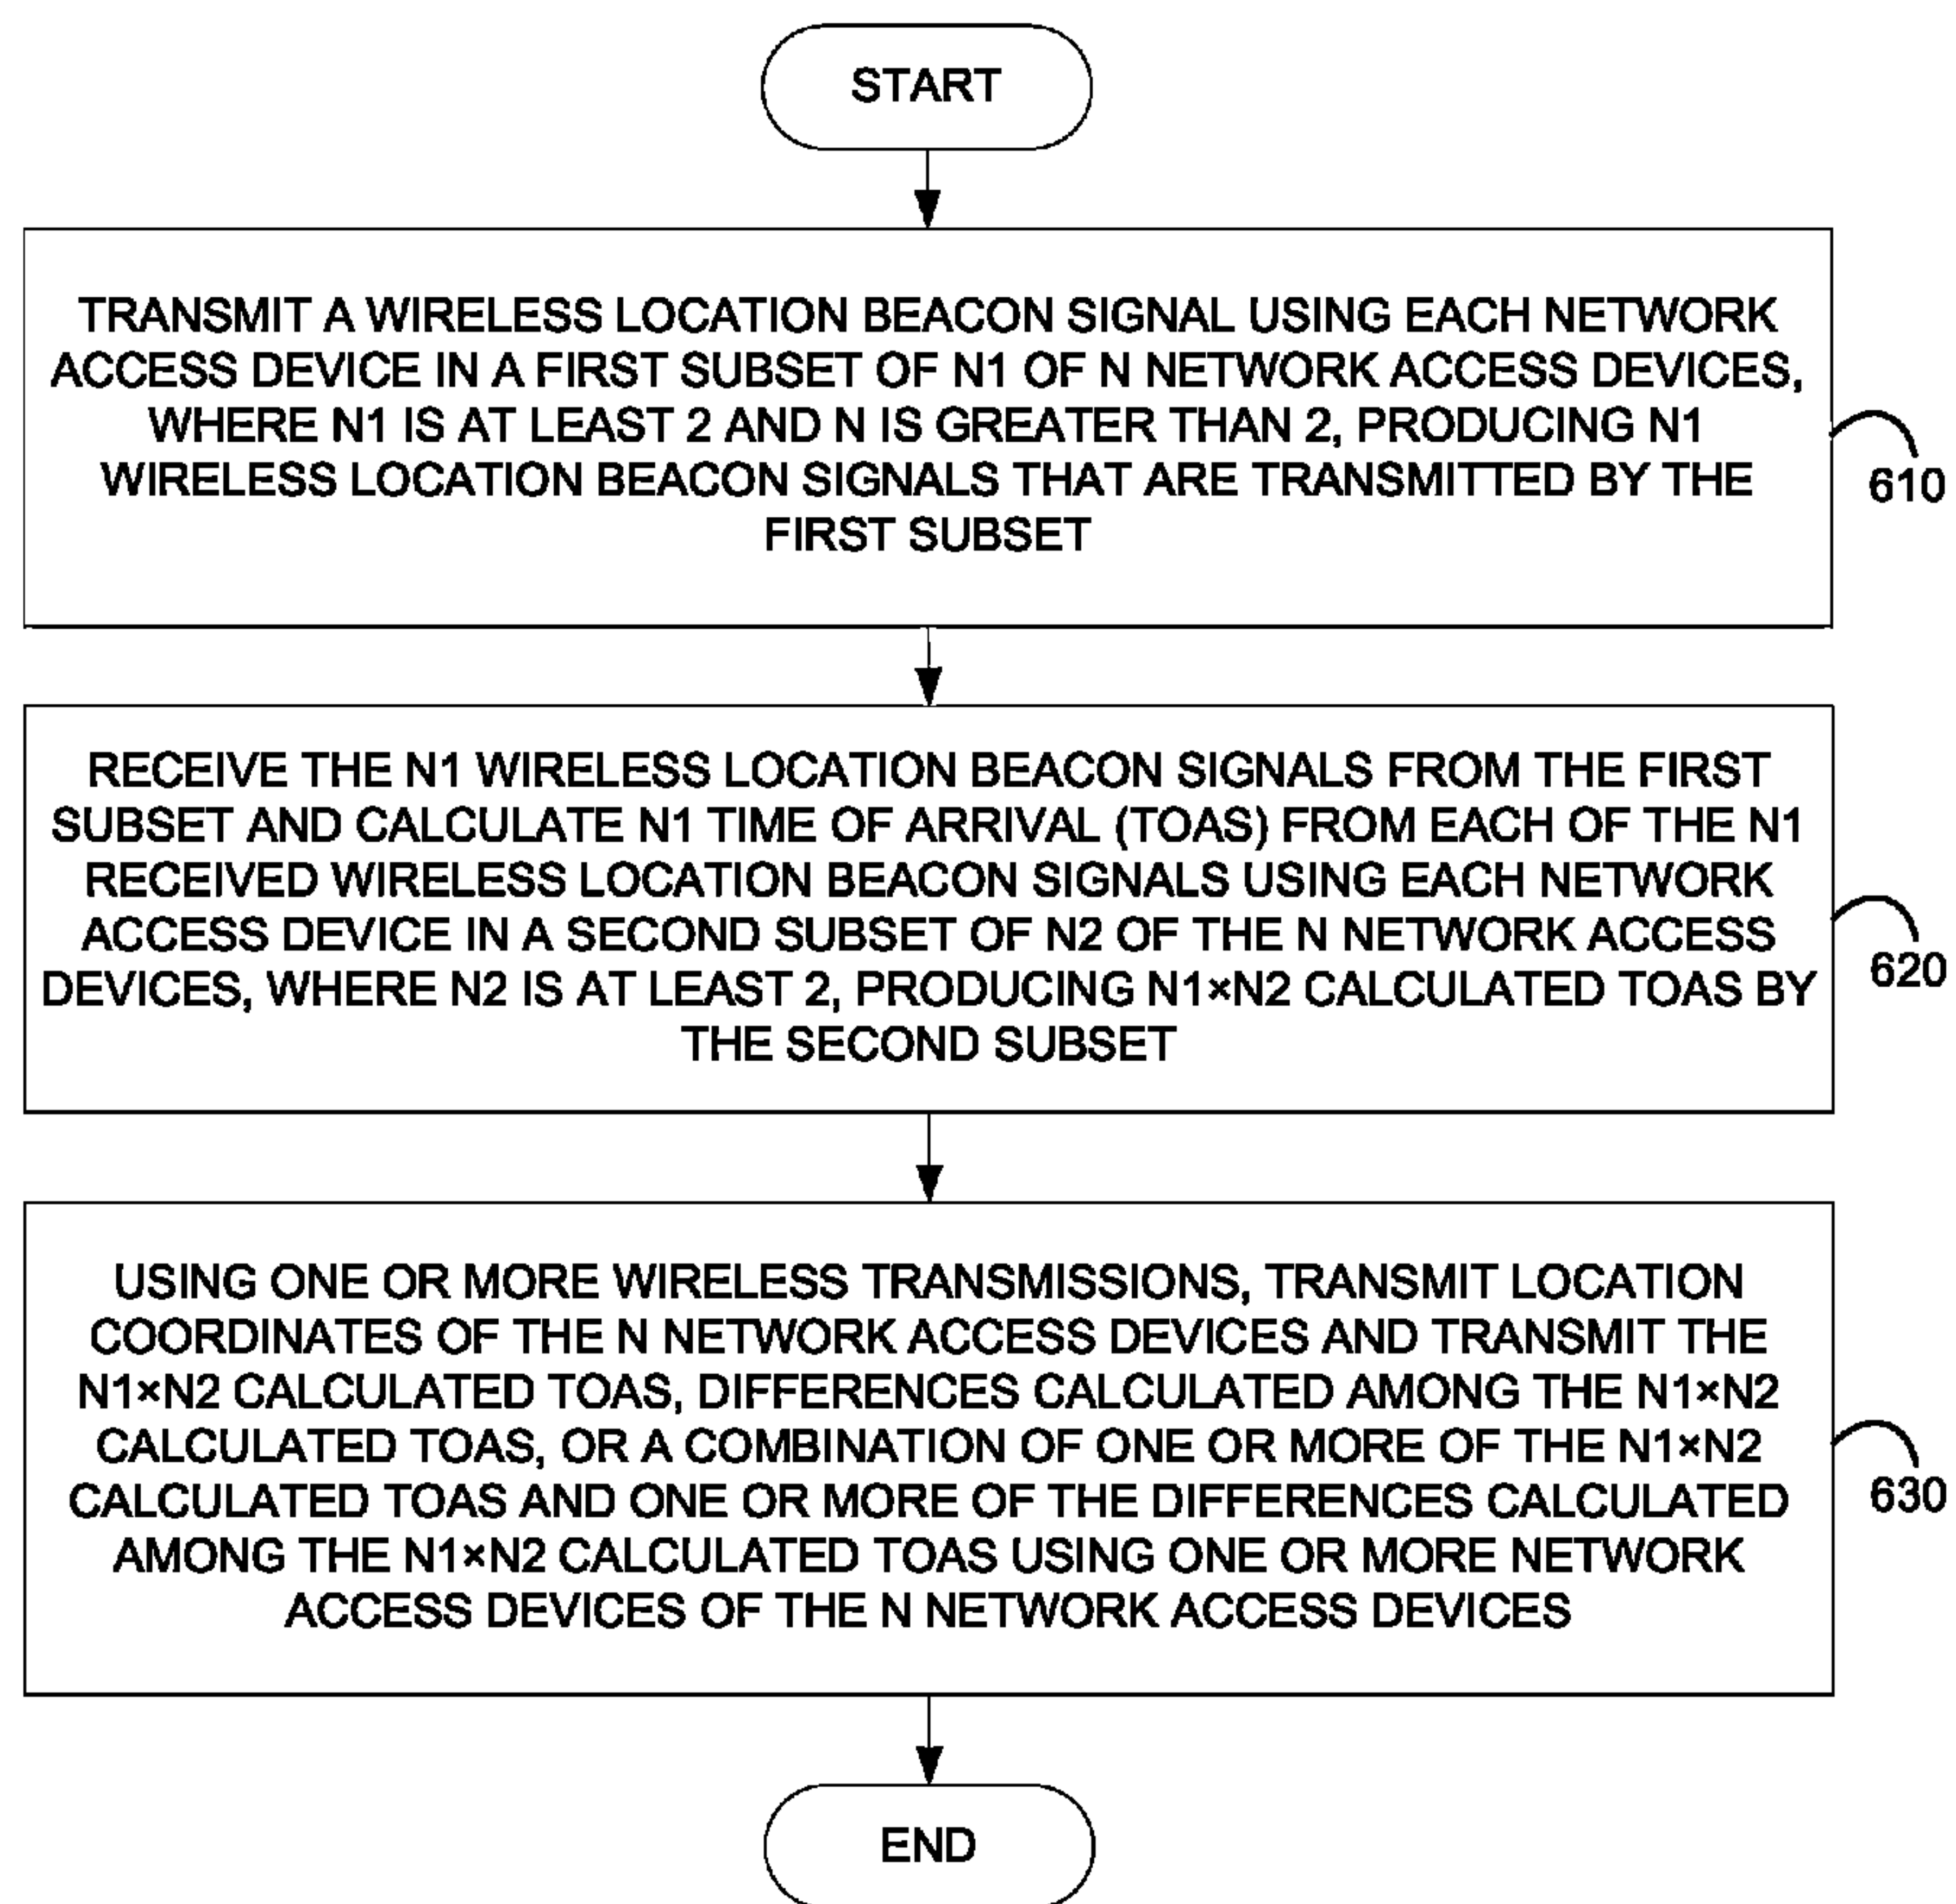 START
TRANSMIT A WIRELESS LOCATION BEACON SIGNAL USING EACH NETWORK
ACCESS DEVICE IN A FIRST SUBSET OF N1 OF N NETWORK ACCESS DEVICES,
WHERE N1 IS AT LEAST 2 AND N IS GREATER THAN 2, PRODUCING N1
WIRELESS LOCATION BEACON SIGNALS THAT ARE TRANSMITTED BY THE
FIRST SUBSET
610
RECEIVE THE N1 WIRELESS LOCATION BEACON SIGNALS FROM THE FIRST
SUBSET AND CALCULATE N1 TIME OF ARRIVAL (TOAS) FROM EACH OF THE N1
RECEIVED WIRELESS LOCATION BEACON SIGNALS USING EACH NETWORK
ACCESS DEVICE IN A SECOND SUBSET OF N2 OF THE N NETWORK ACCESS
DEVICES, WHERE N2 IS AT LEAST 2, PRODUCING N1×N2 CALCULATED TOAS BY
THE SECOND SUBSET
620
USING ONE OR MORE WIRELESS TRANSMISSIONS, TRANSMIT LOCATION
COORDINATES OF THE N NETWORK ACCESS DEVICES AND TRANSMIT THE
N1×N2 CALCULATED TOAS, DIFFERENCES CALCULATED AMONG THE N1×N2
CALCULATED TOAS, OR A COMBINATION OF ONE OR MORE OF THE N1×N2
CALCULATED TOAS AND ONE OR MORE OF THE DIFFERENCES CALCULATED
AMONG THE N1×N2 CALCULATED TOAS USING ONE OR MORE NETWORK
ACCESS DEVICES OF THE N NETWORK ACCESS DEVICES
630
END